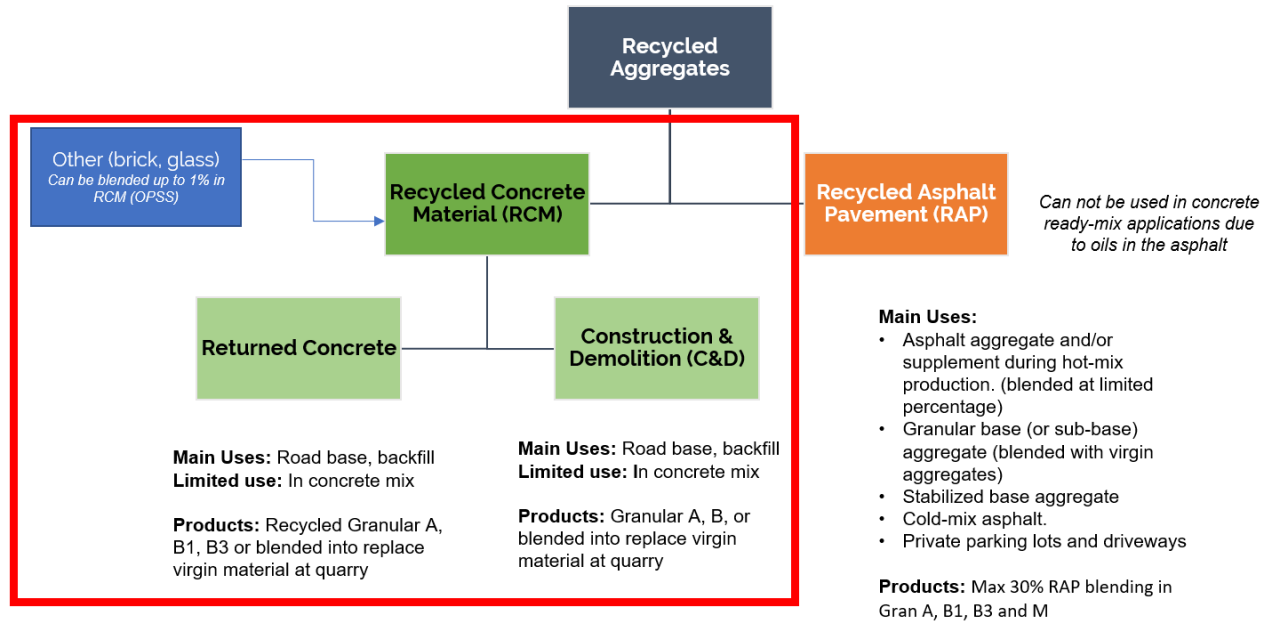 Recycled
Aggregates
Other (brick, glass)
Can be blended up to 1% in
RCM (OPSS)
Recycled Concrete
Material (RCM)
Recycled Asphalt
Pavement (RAP)
Can not be used in concrete
ready-mix applications due
to oils in the asphalt
Returned Concrete
Construction &
Demolition (C&D)
Main Uses: Road base, backfill
Limited use: In concrete mix
Products: Recycled Granular A,
B1, B3 or blended into replace
virgin material at quarry
Main Uses: Road base, backfill
Limited use: In concrete mix
Products: Granular A, B, or
blended into replace virgin
material at quarry
Main Uses:
• Asphalt aggregate and/or
supplement during hot-mix
production. (blended at limited
percentage)
• Granular base (or sub-base)
aggregate (blended with virgin
aggregates)
• Stabilized base aggregate
• Cold-mix asphalt.
• Private parking lots and driveways
Products: Max 30% RAP blending in
Gran A, B1, B3 and M